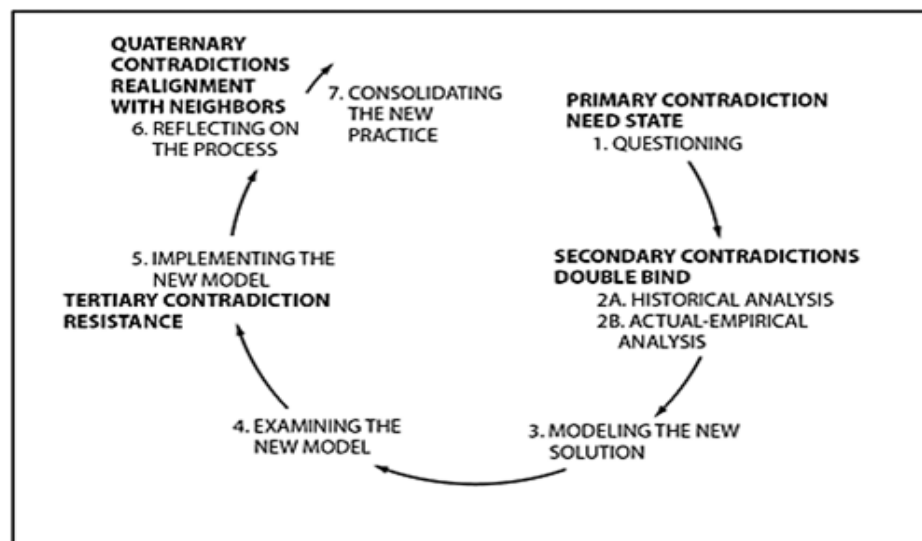 PRIMARY CONTRADICTION
NEED STATE
1. QUESTIONING
SECONDARY CONTRADICTIONS
DOUBLE BIND
2A. HISTORICAL ANALYSIS
2B. ACTUAL-EMPIRICAL
ANALYSIS
3. MODELING THE NEW
SOLUTION
4. EXAMINING THE
NEW MODEL
5. IMPLEMENTING THE
NEW MODEL
TERTIARY CONTRADICTION
RESISTANCE
QUATERNARY
CONTRADICTIONS
REALIGNMENT
WITH NEIGHBORS
6. REFLECTING ON
THE PROCESS
7. CONSOLIDATING
THE NEW
PRACTICE